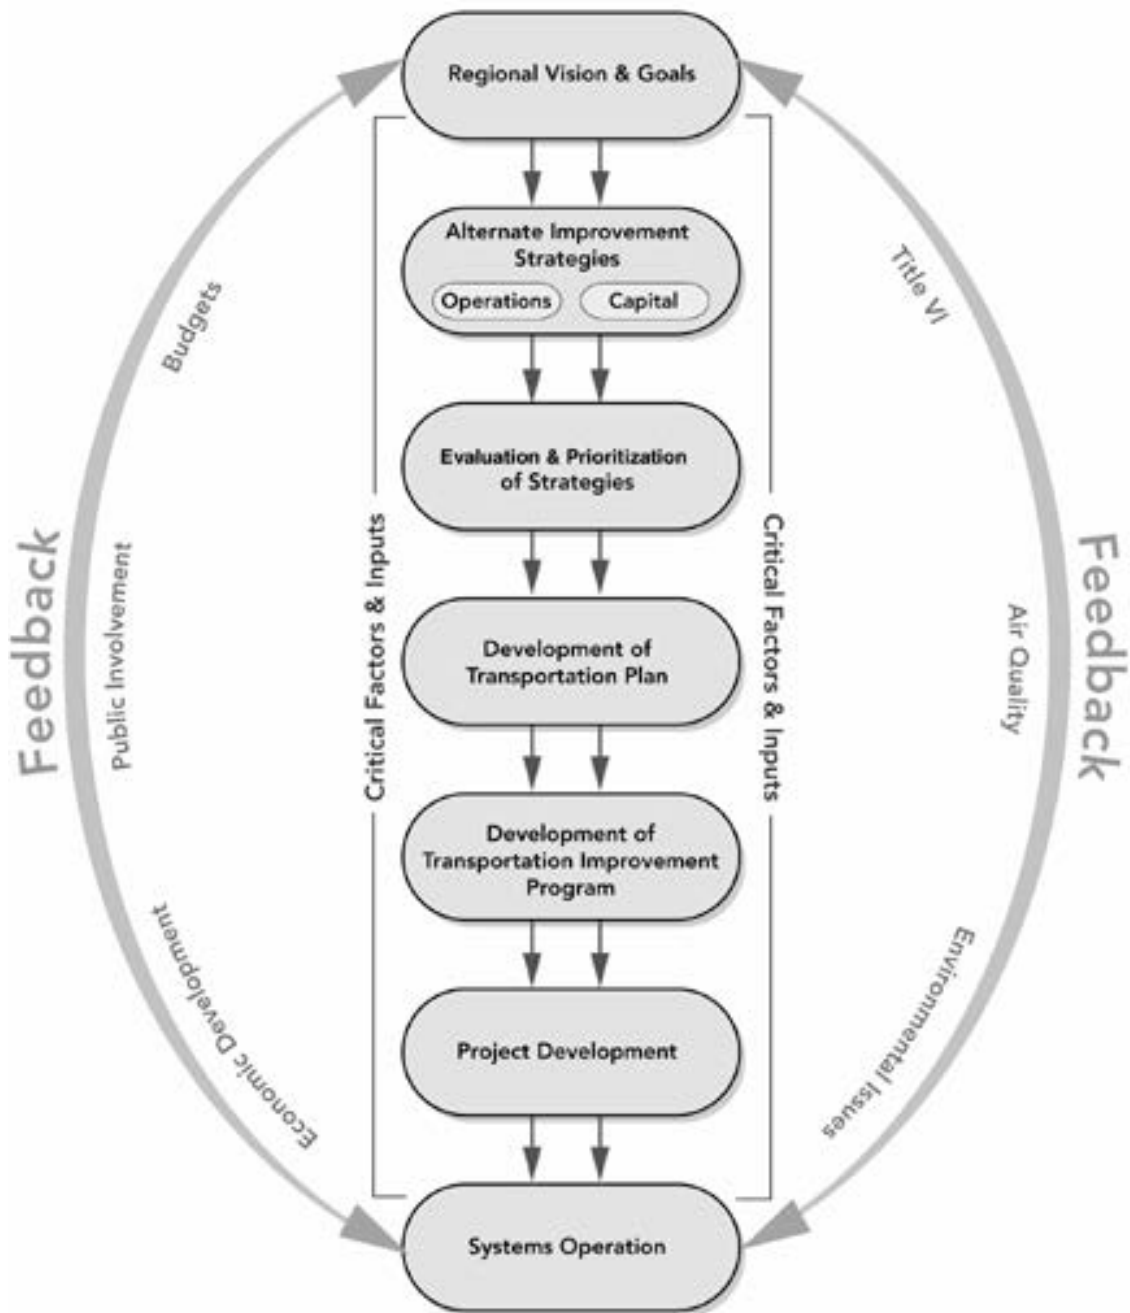 Regional Vision & Goals
Alternate Improvement
Strategies
Operations
Capital
Evaluation & Prioritization
of Strategies
Development of
Transportation Plan
Development of
Transportation Improvement
Program
Project Development
Systems Operation
Critical Factors & Inputs
Critical Factors & Inputs
Feedback
Budgets
Public Involvement
Economic Development
Feedback
Title VI
Air Quality
Environmental Issues